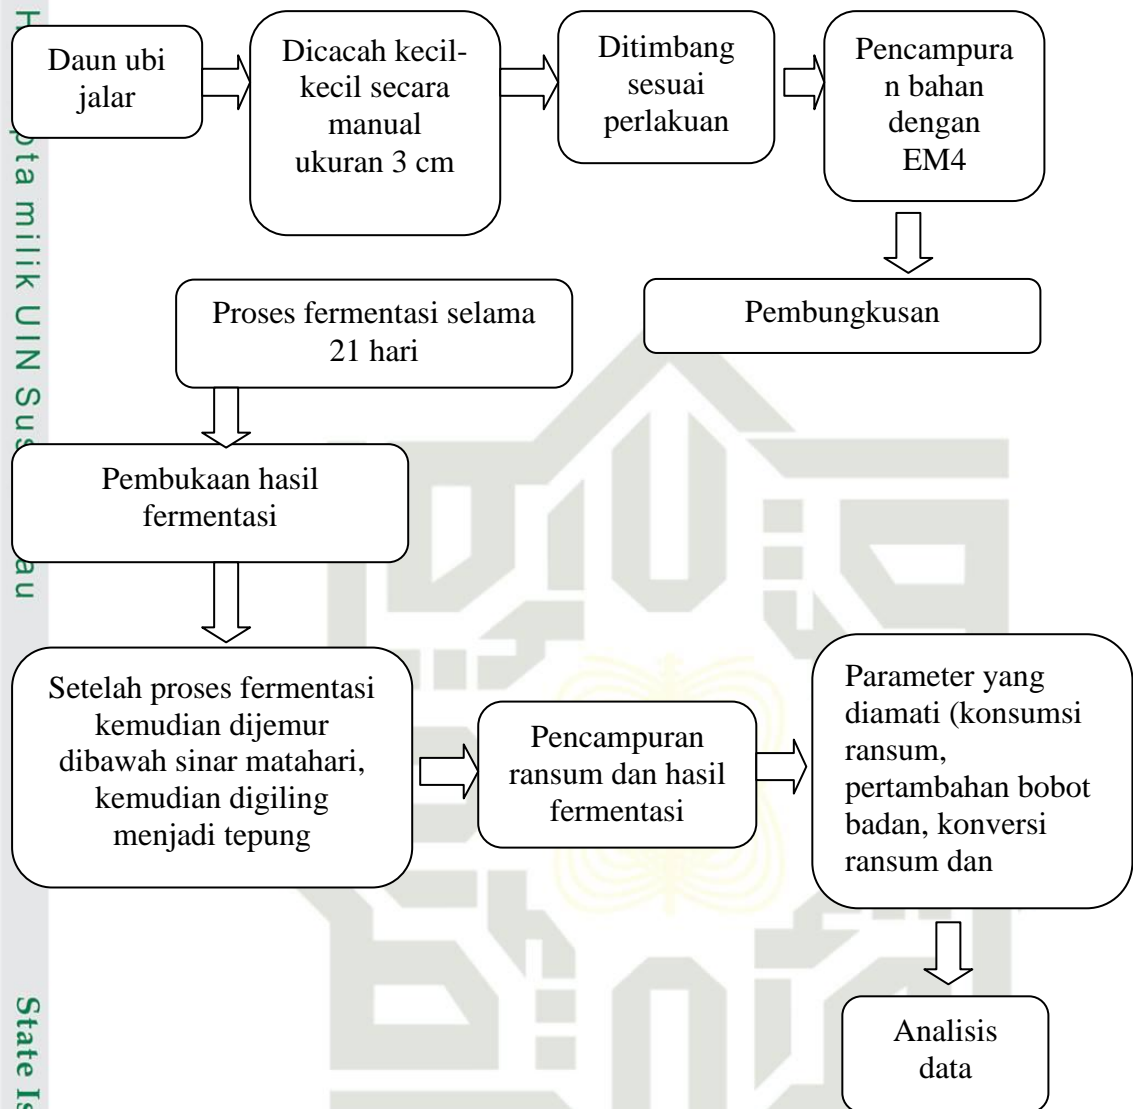 Daun ubi
jalar
Dicacah kecil-
kecil secara
manual
ukuran 3 cm
Ditimbang
sesuai
perlakuan
Pencampura
n bahan
dengan
EM4
Pembungkusan
Proses fermentasi selama
21 hari
Pembukaan hasil
fermentasi
Setelah proses fermentasi
kemudian dijemur
dibawah sinar matahari,
kemudian digiling
menjadi tepung
Pencampuran
ransum dan hasil
fermentasi
Parameter yang
diamati (konsumsi
ransum,
pertambahan bobot
badan, konversi
ransum dan
Analisis
data
milik UIN
State